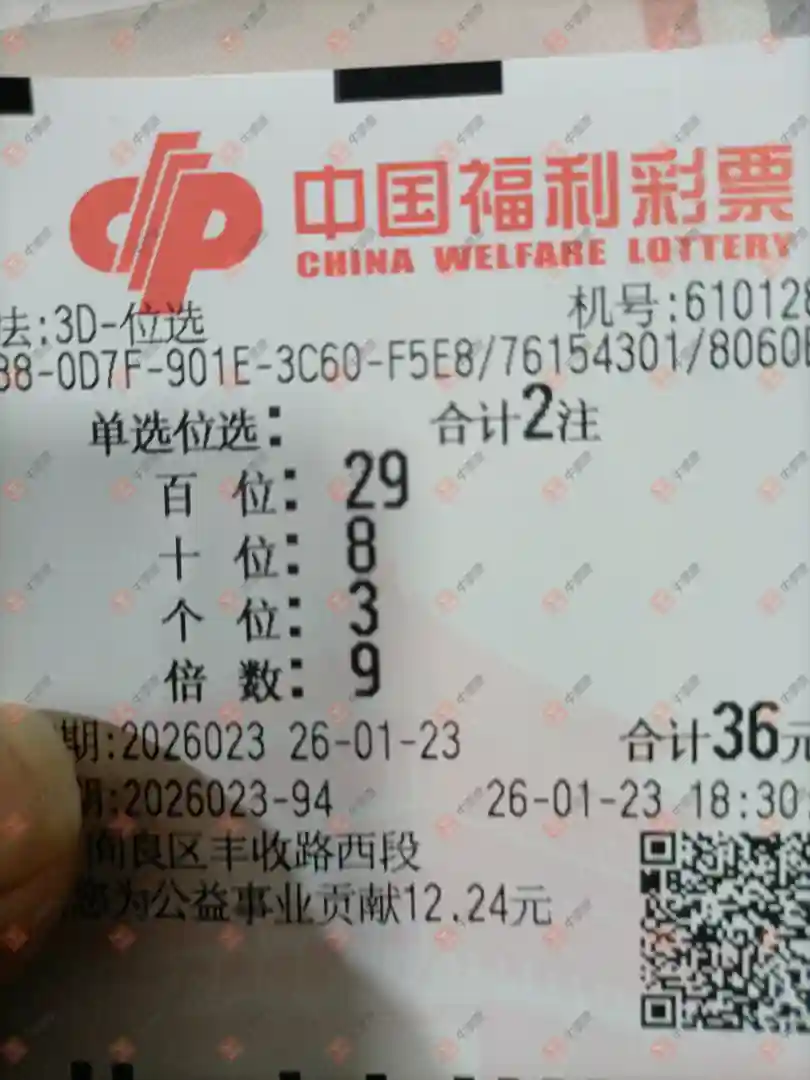 中国福利彩票
CHINA WELFARE LOTTERY
法:3D-位选 机号:610128
38-0D7F-901E-3C60-F5E8/76154301/8060
单选位选: 合计2注
百 位: 29
十 位: 8
个 位: 3
倍 数: 9
期:2026023 26-01-23 合计36元
期:2026023-94 26-01-23 18:30
阎良区丰收路西段
您为公益事业贡献12.24元